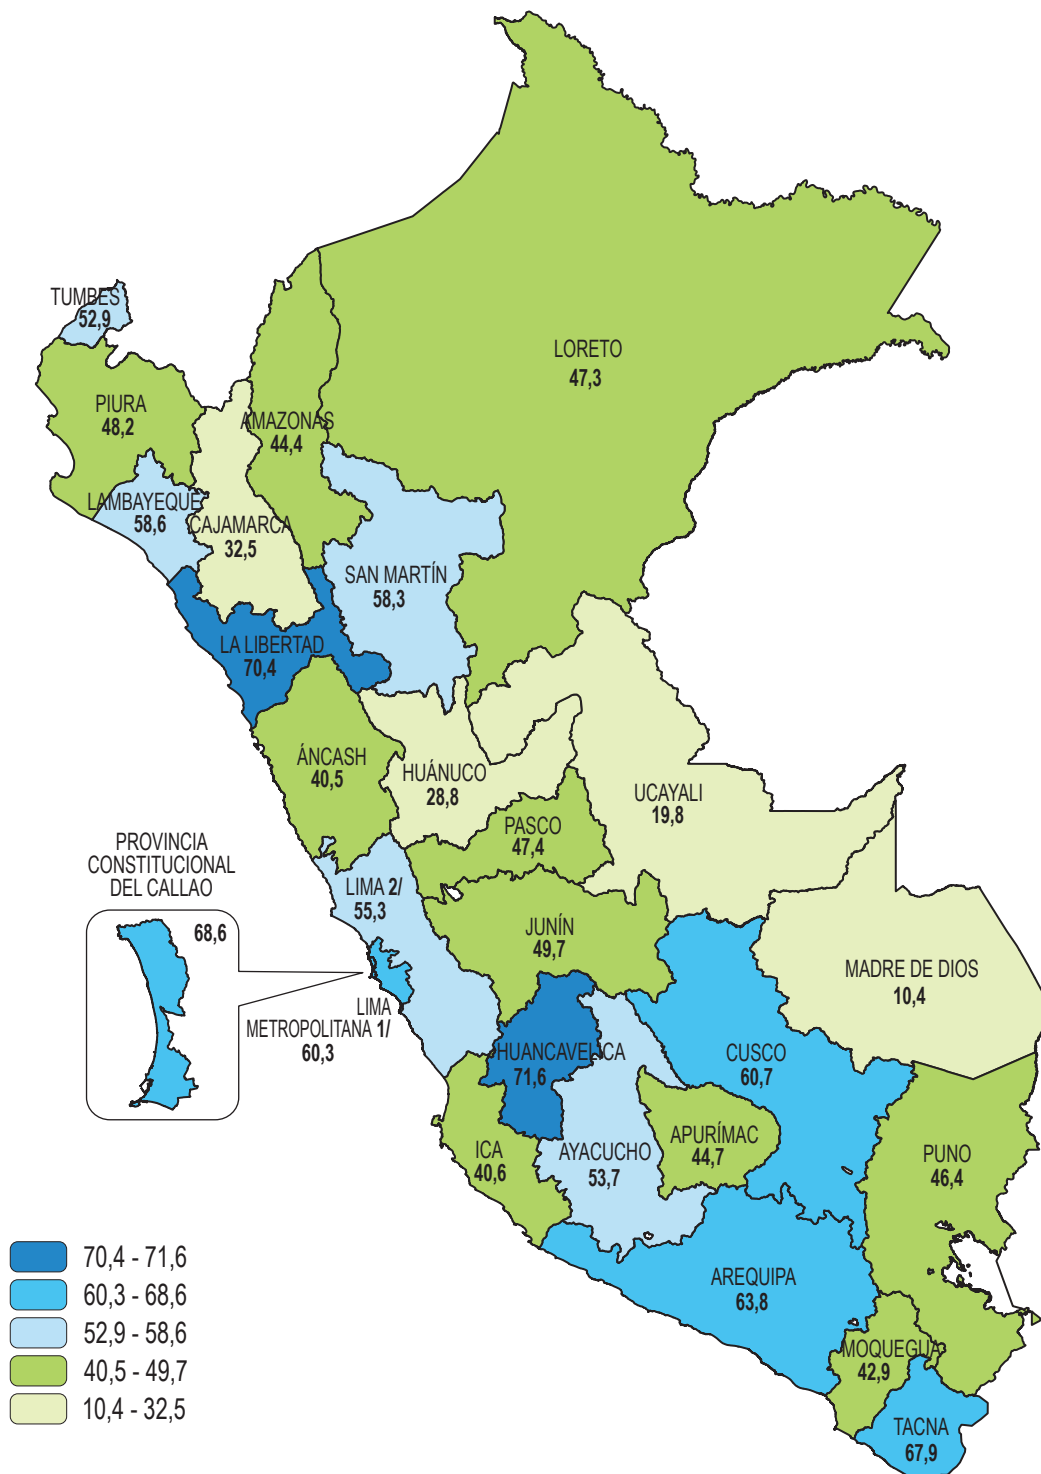 TUMBES
52,9
PIURA
48,2
LORETO
47,3
AMAZONAS
44,4
LAMBAYEQUE
58,6
CAJAMARCA
32,5
SAN MARTÍN
58,3
LA LIBERTAD
70,4
ÁNCASH
40,5
HUÁNUCO
28,8
UCAYALI
19,8
PASCO
47,4
PROVINCIA
CONSTITUCIONAL
DEL CALLAO
68,6
LIMA 2/
55,3
JUNÍN
49,7
MADRE DE DIOS
10,4
LIMA
METROPOLITANA 1/
60,3
HUANCAVELICA
71,6
CUSCO
60,7
ICA
40,6
AYACUCHO
53,7
APURÍMAC
44,7
PUNO
46,4
AREQUIPA
63,8
MOQUEGUA
42,9
TACNA
67,9
70,4 - 71,6
60,3 - 68,6
52,9 - 58,6
40,5 - 49,7
10,4 - 32,5